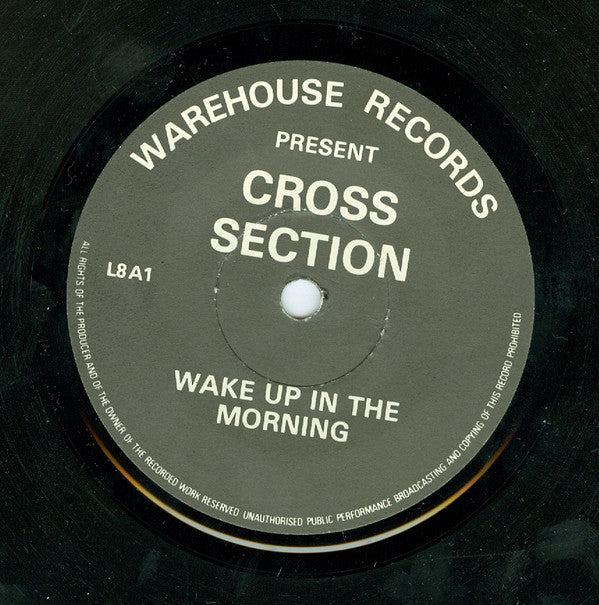 WAREHOUSE RECORDS
PRESENT
CROSS
SECTION
L8A1
WAKE UP IN THE
MORNING
ALL RIGHTS OF THE PRODUCER AND OF THE OWNER OF THE RECORDED WORK RESERVED UNAUTHORISED PUBLIC PERFORMANCE BROADCASTING AND COPYING OF THIS RECORD PROHIBITED